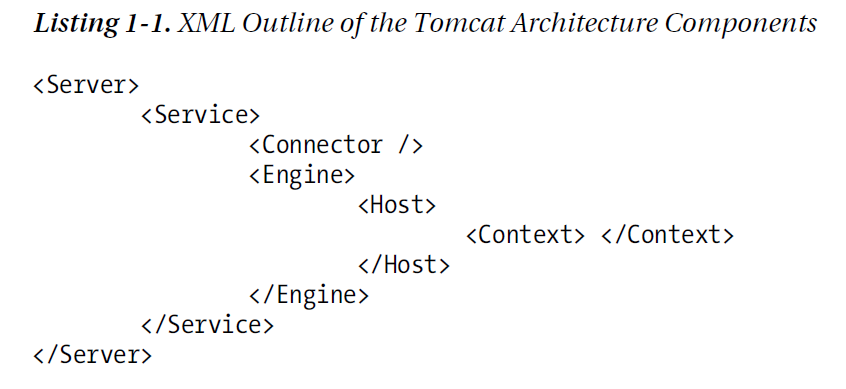 Listing 1-1. XML Outline of the Tomcat Architecture Components
<Server>
<Service>
<Connector />
<Engine>
<Host>
<Context> </Context>
</Host>
</Engine>
</Service>
</Server>